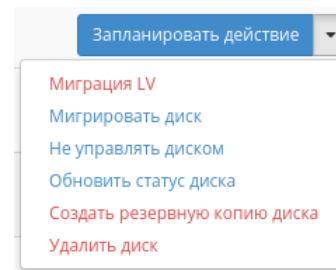 Запланировать действие
Миграция LV
Мигрировать диск
Не управлять диском
Обновить статус диска
Создать резервную копию диска
Удалить диск